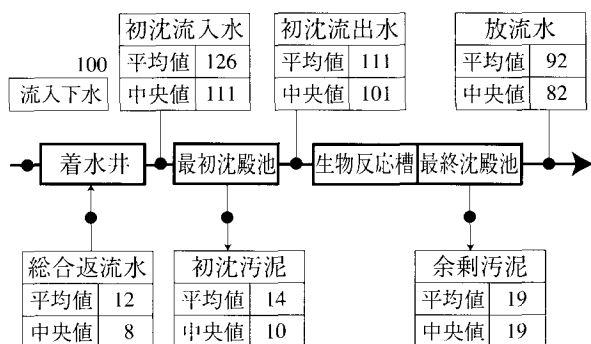 初沈流入水
平均値 126
中央値 111
初沈流出水
平均値 111
中央値 101
放流水
平均値 92
中央値 82
100
流入下水
着水井
最初沈殿池
生物反応槽
最終沈殿池
総合返流水
平均値 12
中央値 8
初沈汚泥
平均値 14
中央値 10
余剰汚泥
平均値 19
中央値 19